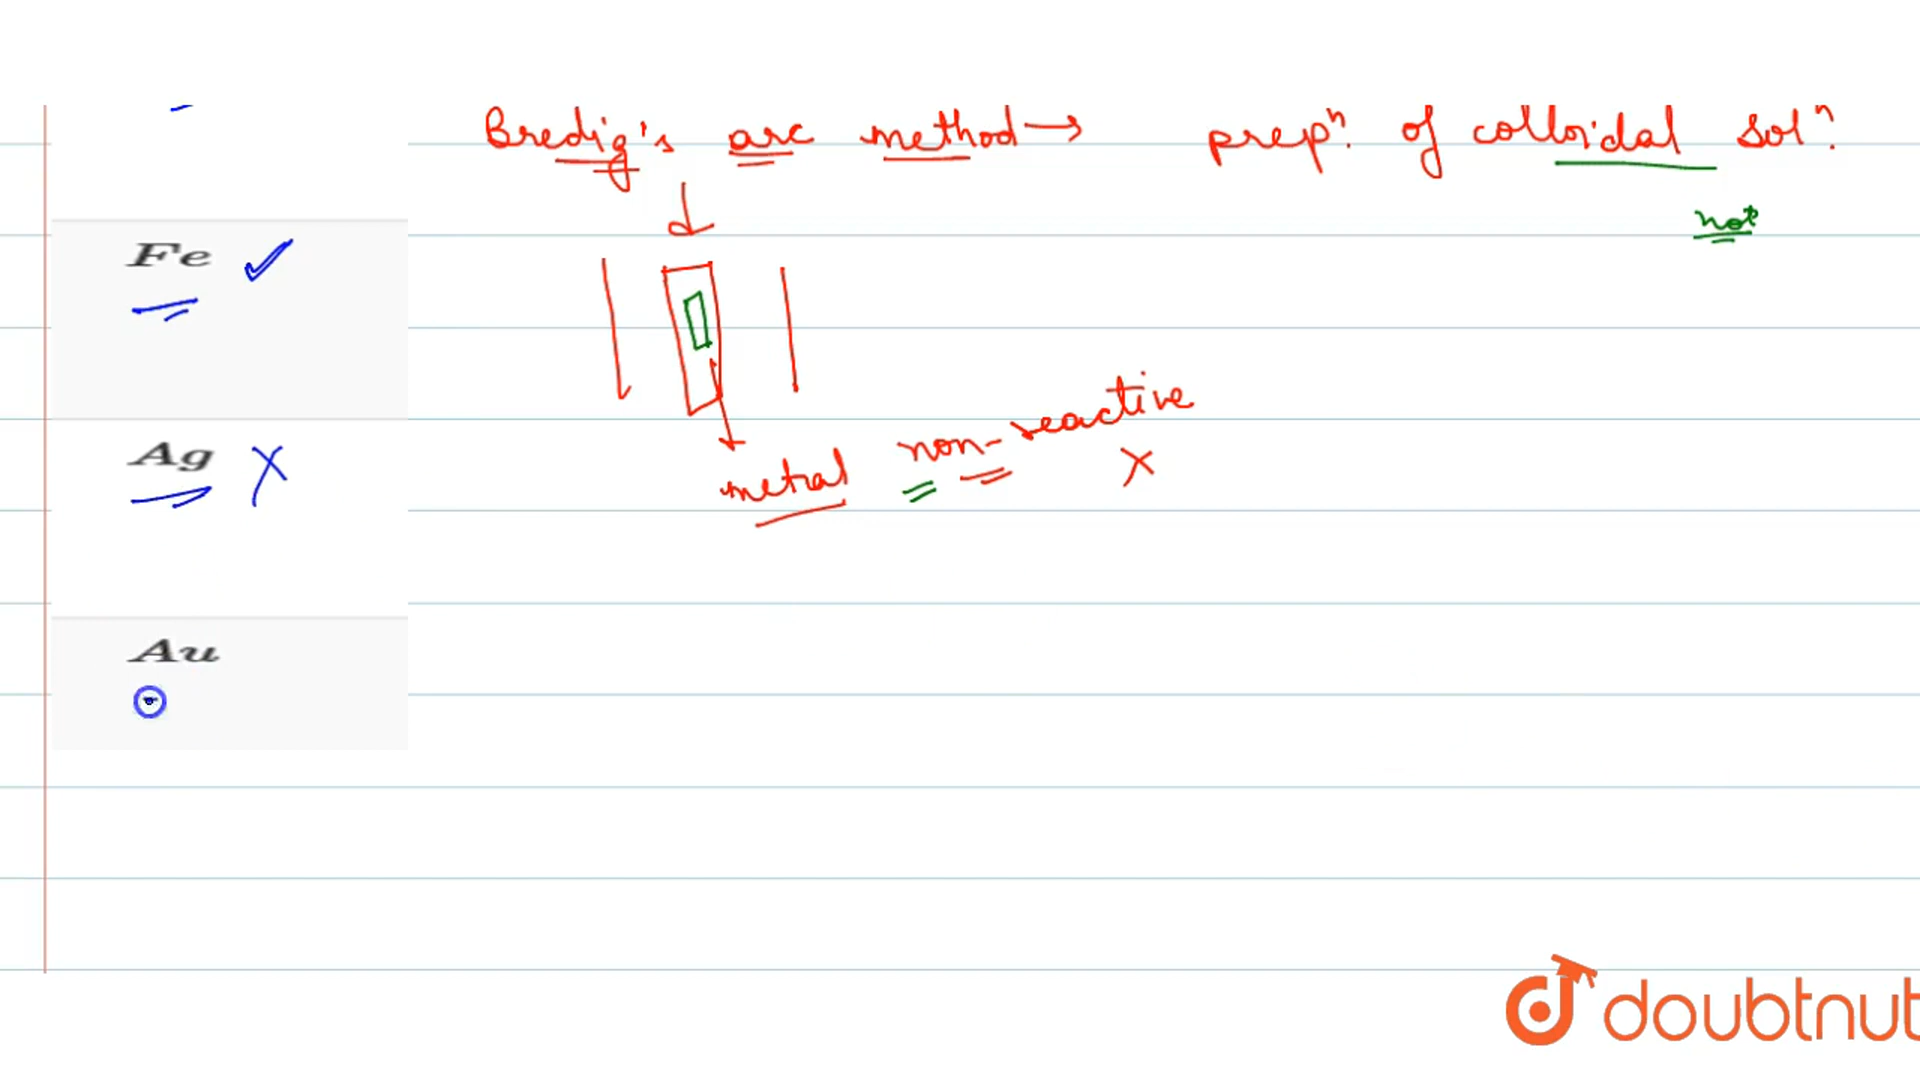 Bredig's arc method → prepⁿ. of colloidal solⁿ.
not
Fe ✓
non-reactive
Ag X
X
metal
Au
doubtnut